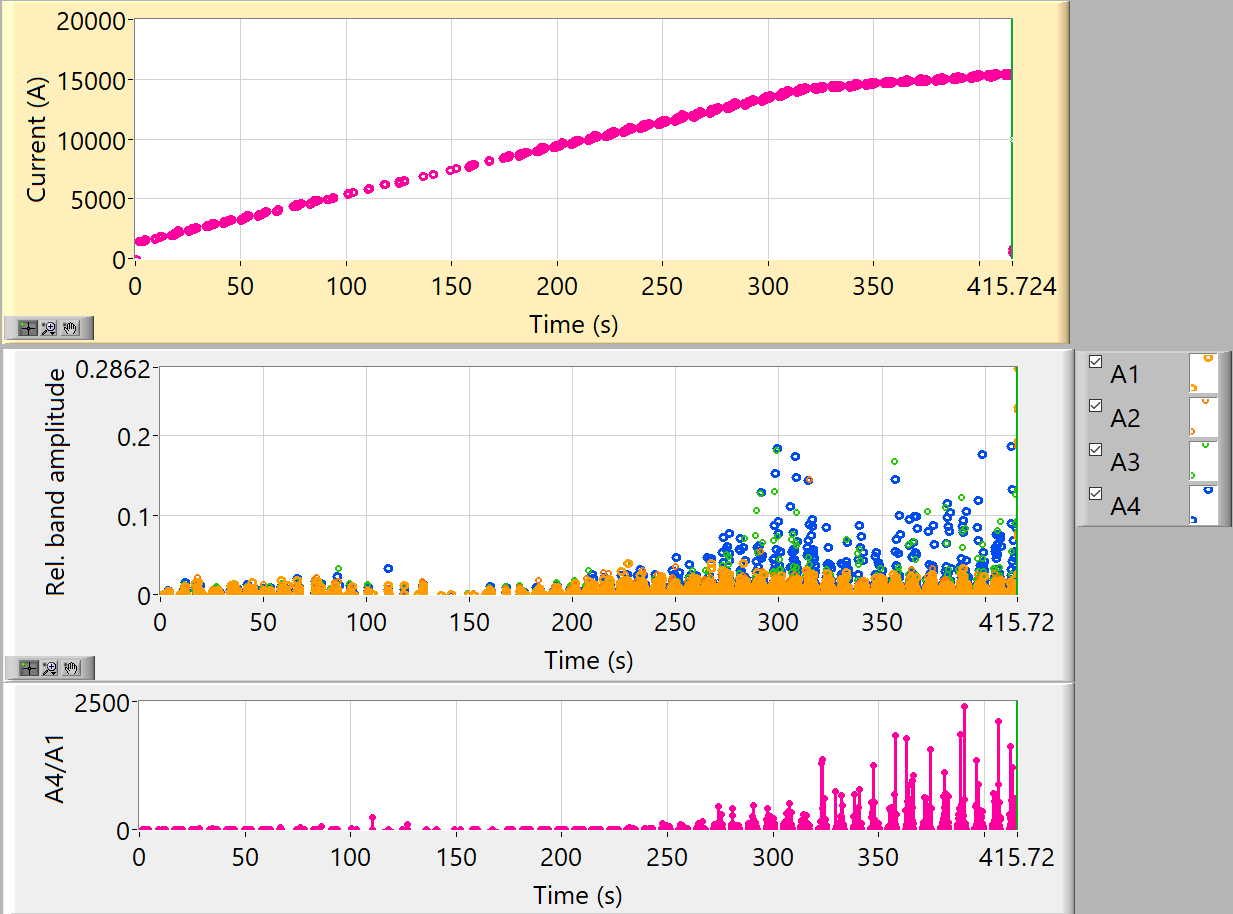 20000
15000
10000
5000
0
Current (A)
0 50 100 150 200 250 300 350 415.724
Time (s)
0.2862
0.2
0.1
0
Rel. band amplitude
0 50 100 150 200 250 300 350 415.72
Time (s)
A1
A2
A3
A4
2500
0
A4/A1
0 50 100 150 200 250 300 350 415.72
Time (s)